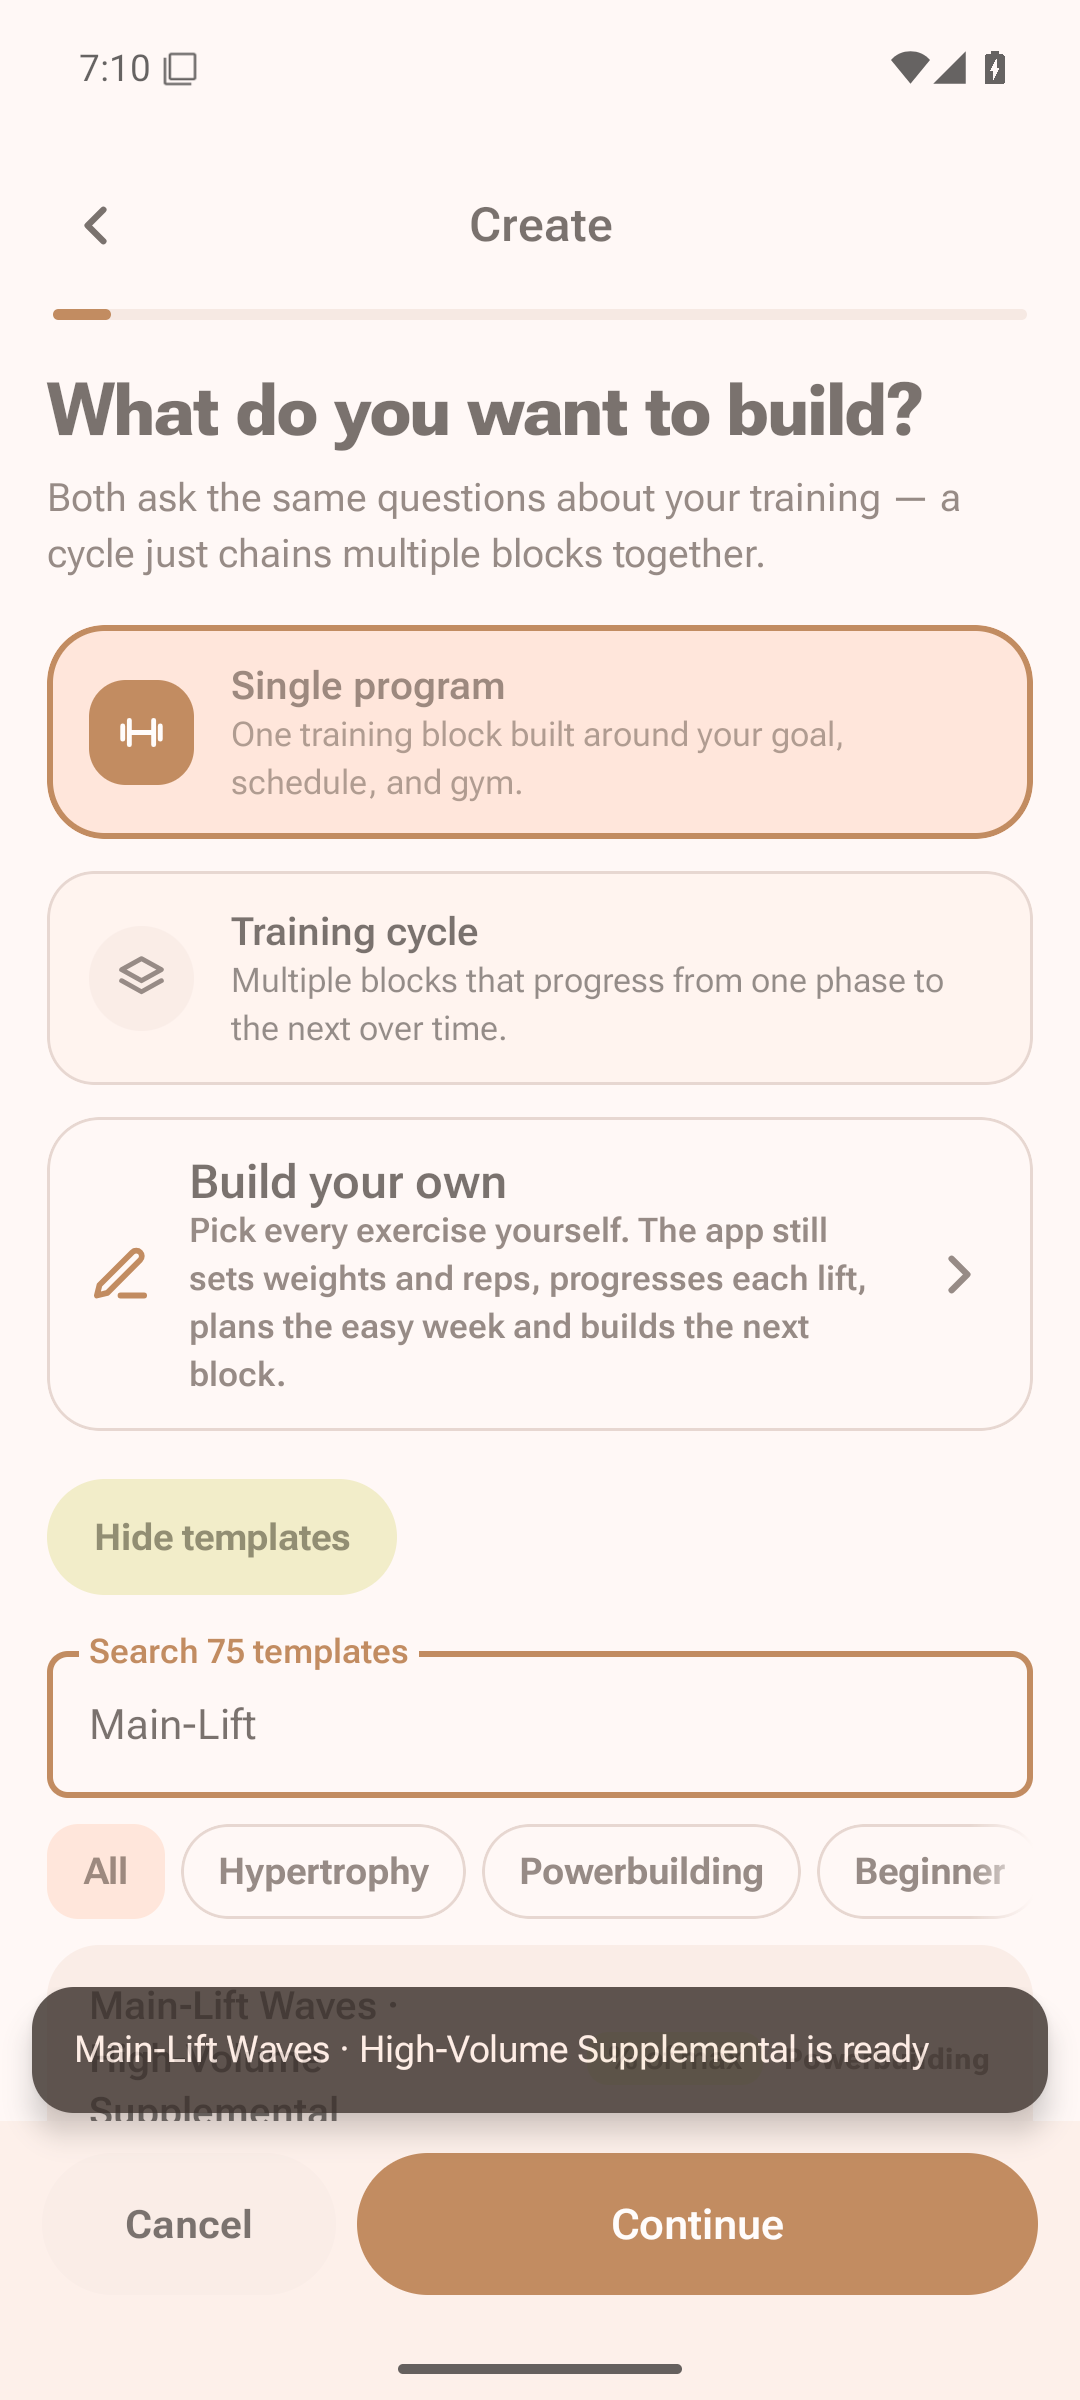 7:10
Create
What do you want to build?
Both ask the same questions about your training — a
cycle just chains multiple blocks together.
Single program
One training block built around your goal,
schedule, and gym.
Training cycle
Multiple blocks that progress from one phase to
the next over time.
Build your own
Pick every exercise yourself. The app still
sets weights and reps, progresses each lift,
plans the easy week and builds the next
block.
Hide templates
Search 75 templates
Main-Lift
All
Hypertrophy
Powerbuilding
Beginner
Main-Lift Waves ·
High-Volume
Supplemental
Powerbuilding
Main-Lift Waves · High-Volume Supplemental is ready
Cancel
Continue